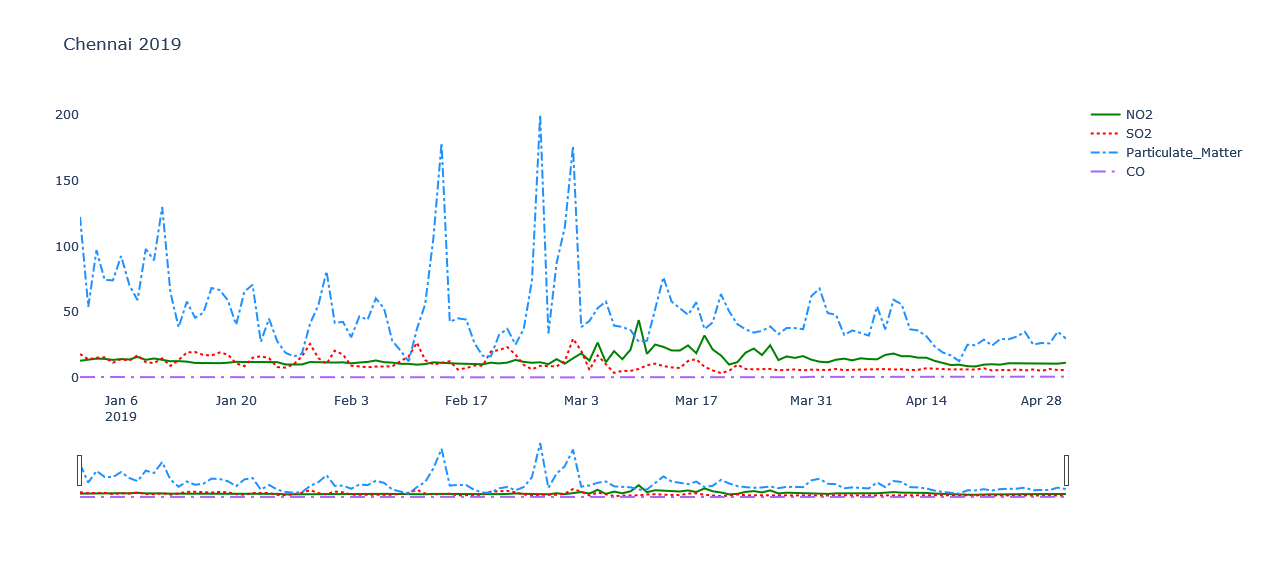 Chennai 2019
200
150
100
50
0
Jan 6
2019
Jan 20
Feb 3
Feb 17
Mar 3
Mar 17
Mar 31
Apr 14
Apr 28
NO2
SO2
Particulate_Matter
CO